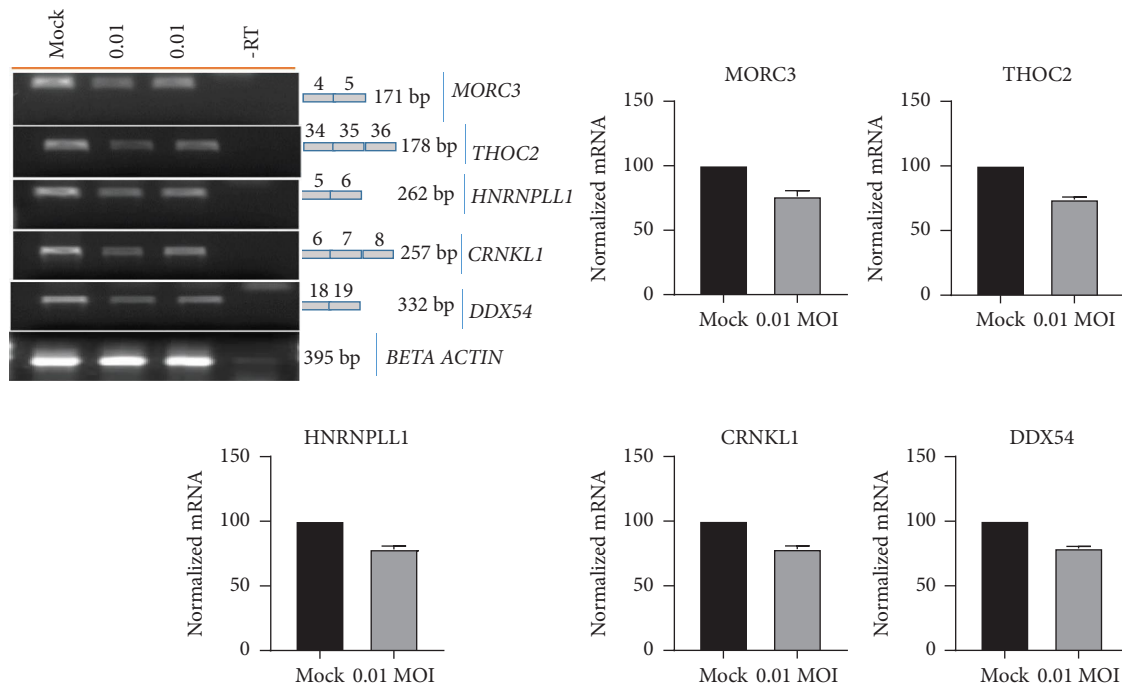 Mock 0.01 0.01 -RT
4 5 171 bp MORC3
34 35 36 178 bp THOC2
5 6 262 bp HNRNPLL1
6 7 8 257 bp CRNKL1
18 19 332 bp DDX54
395 bp BETA ACTIN
MORC3
Normalized mRNA
150
100
50
0
Mock 0.01 MOI
THOC2
Normalized mRNA
150
100
50
0
Mock 0.01 MOI
HNRNPLL1
Normalized mRNA
150
100
50
0
Mock 0.01 MOI
CRNKL1
Normalized mRNA
150
100
50
0
Mock 0.01 MOI
DDX54
Normalized mRNA
150
100
50
0
Mock 0.01 MOI